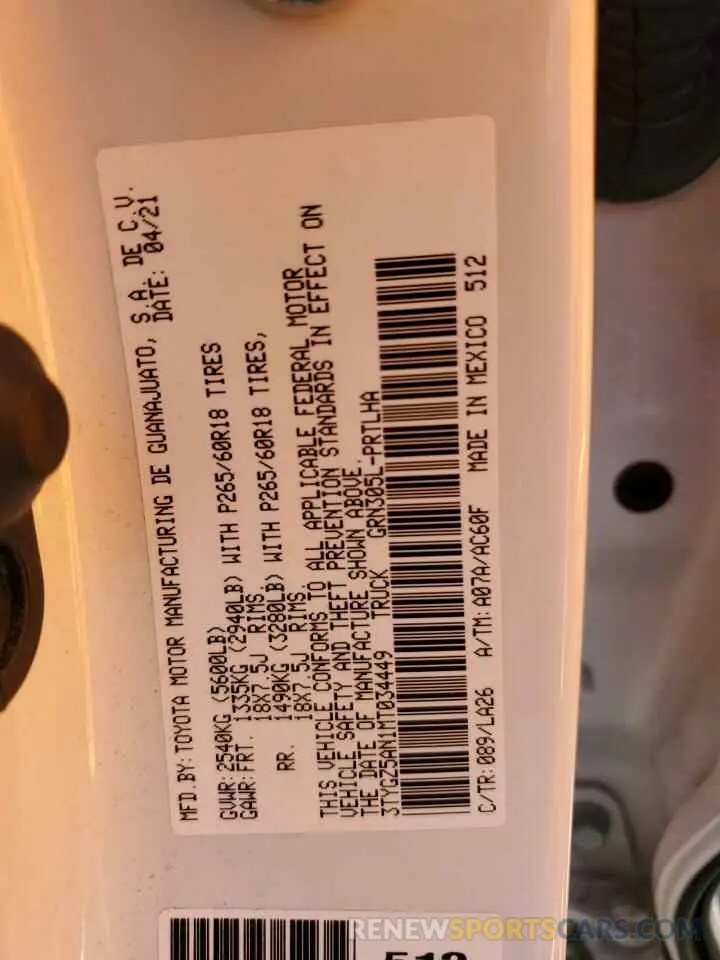 MFD.BY: TOYOTA MOTOR MANUFACTURING DE GUANAJUATO, S.A. DE C.V.
DATE: 04/21
GVWR: 2540KG (5600LB)
GAWR: FRT. 1335KG (2940LB) WITH P265/60R18 TIRES
18X7.5J RIMS.
RR. 1490KG (3280LB) WITH P265/60R18 TIRES,
18X7.5J RIMS.
THIS VEHICLE CONFORMS TO ALL APPLICABLE FEDERAL MOTOR
VEHICLE SAFETY AND THEFT PREVENTION STANDARDS IN EFFECT ON
THE DATE OF MANUFACTURE SHOWN ABOVE.
3TYGZ5AN1MT034449 TRUCK GRN305L-PRTLHA
C/TR: 089/LA26 A/TM: A07A/AC60F MADE IN MEXICO 512
RENEWSPORTSCARS.COM